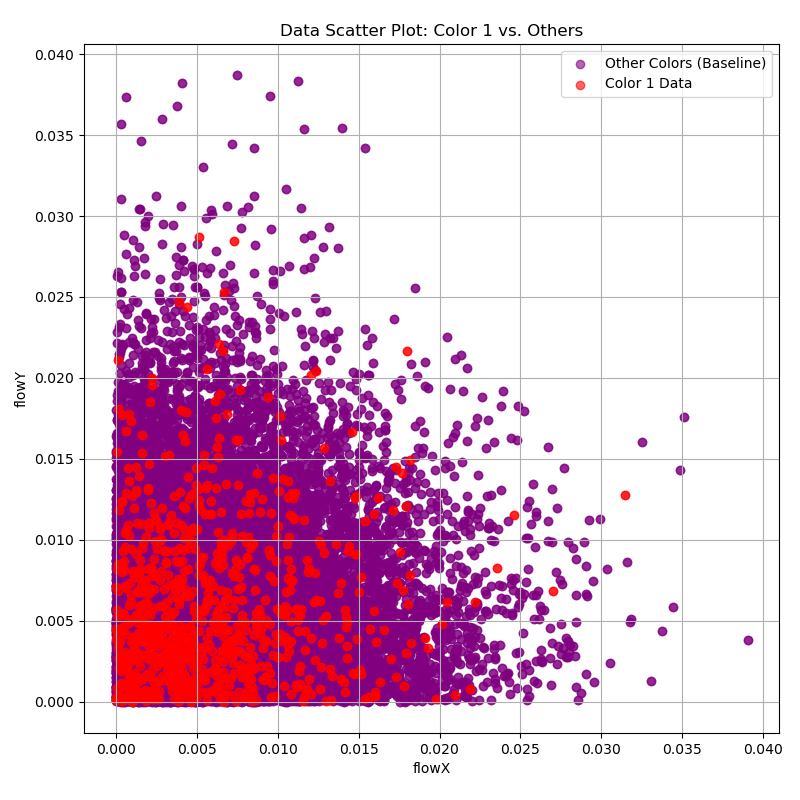 Data Scatter Plot: Color 1 vs. Others
Other Colors (Baseline)
Color 1 Data
flowY
0.040
0.035
0.030
0.025
0.020
0.015
0.010
0.005
0.000
0.000 0.005 0.010 0.015 0.020 0.025 0.030 0.035 0.040
flowX